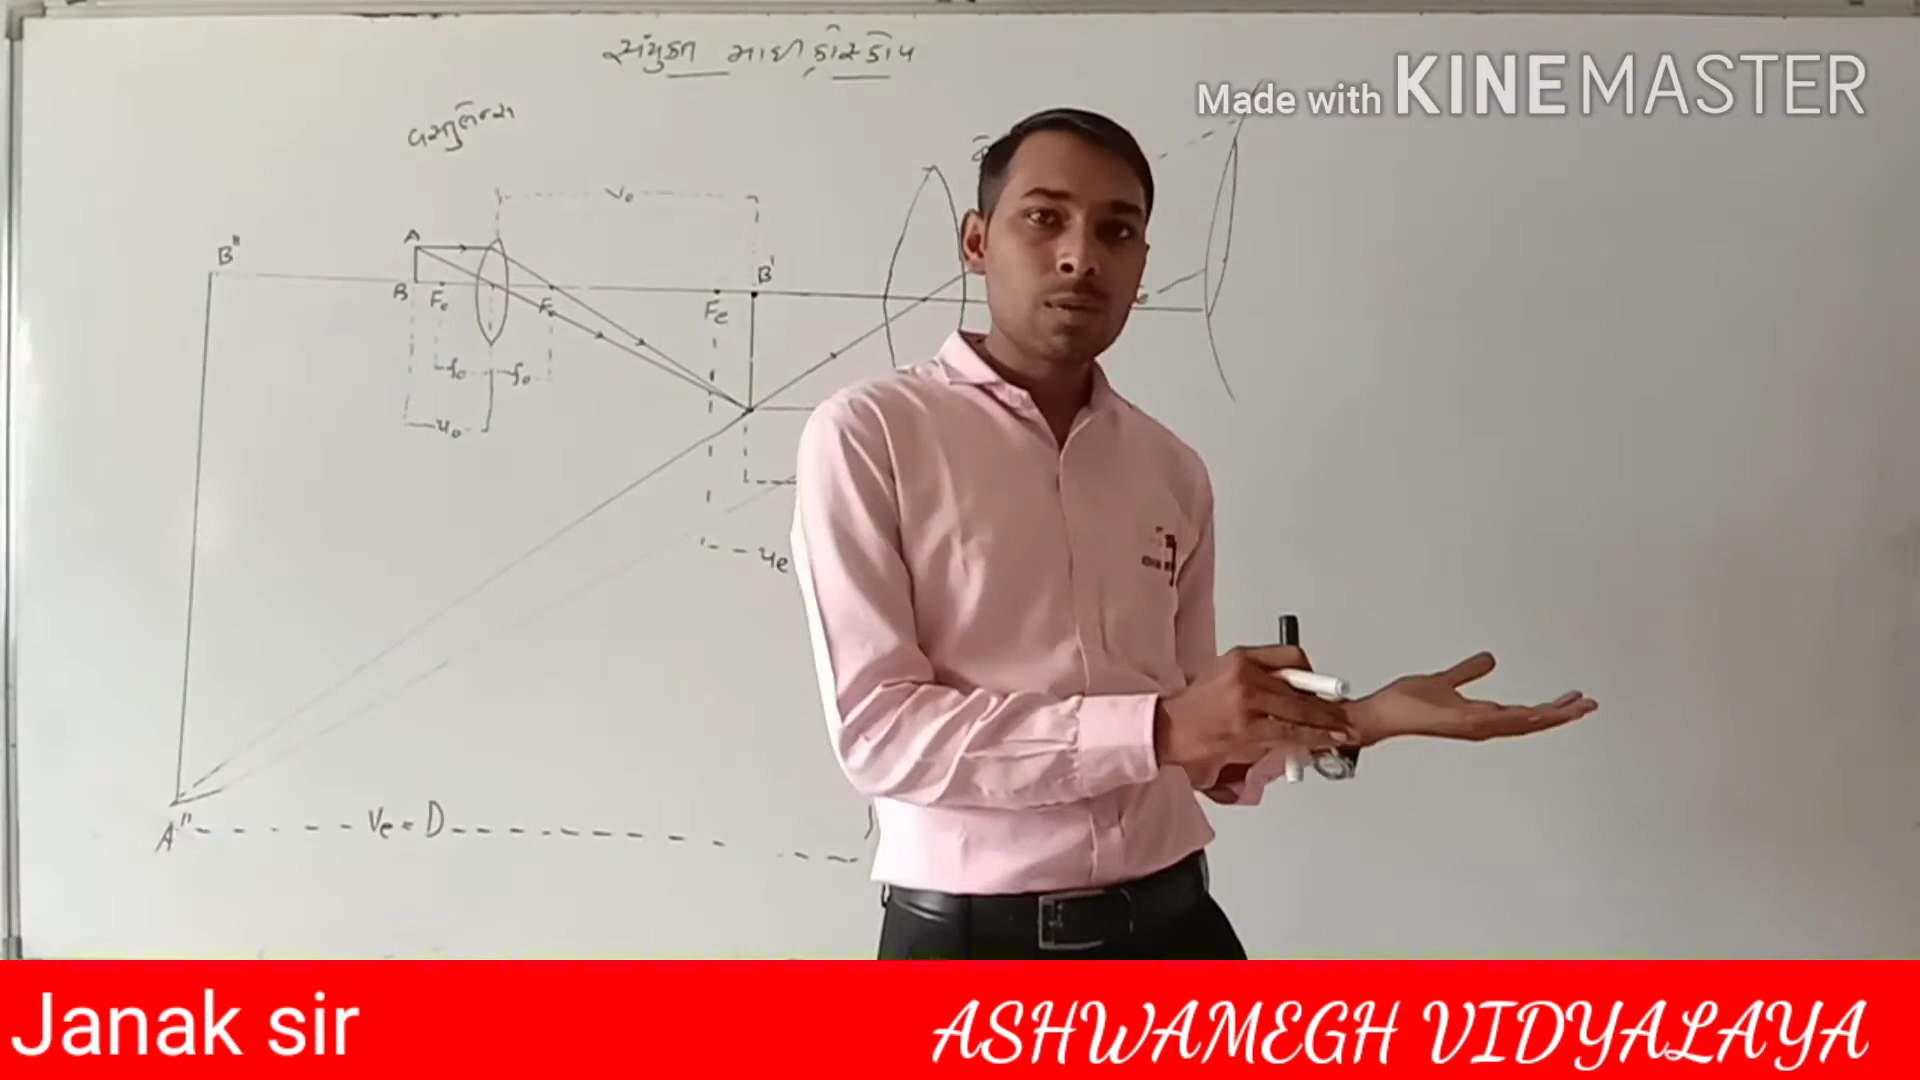 સંયુક્ત માઈક્રોસ્કોપ
Made with KINEMASTER
વસ્તુલેન્સ
V₀
B"
A
B'
B
F₀
F₀
Fe
f₀
f₀
u₀
ue
Ve = D
A"
Janak sir
ASHWAMEGH VIDYALAYA